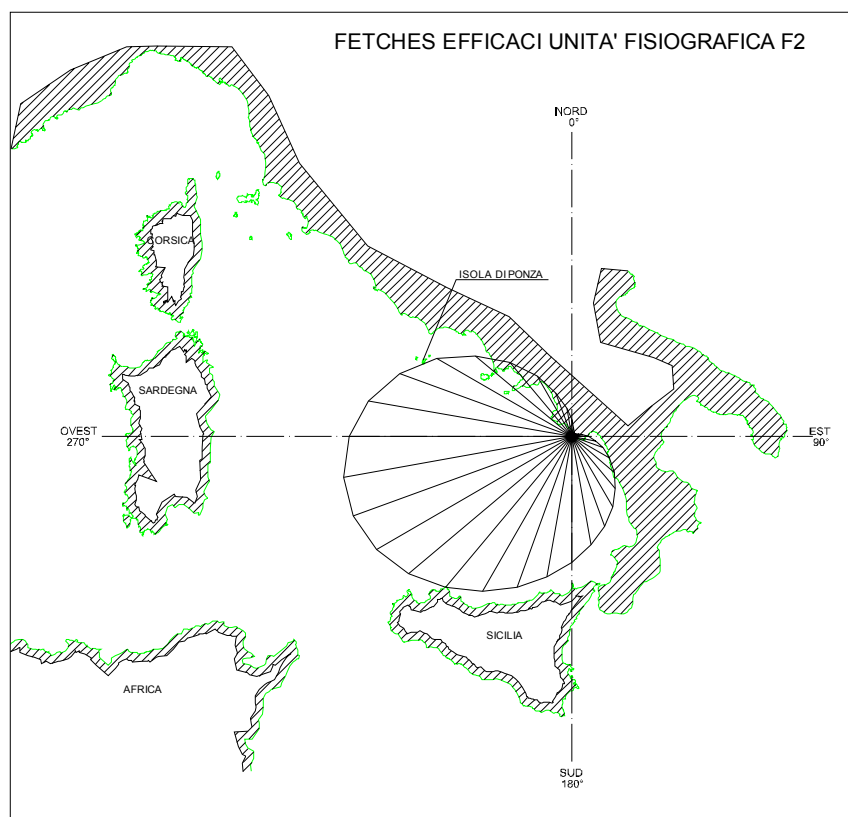 FETCHES EFFICACI UNITA' FISIOGRAFICA F2
NORD
0°
CORSICA
ISOLA DI PONZA
SARDEGNA
OVEST
270°
EST
90°
SICILIA
AFRICA
SUD
180°